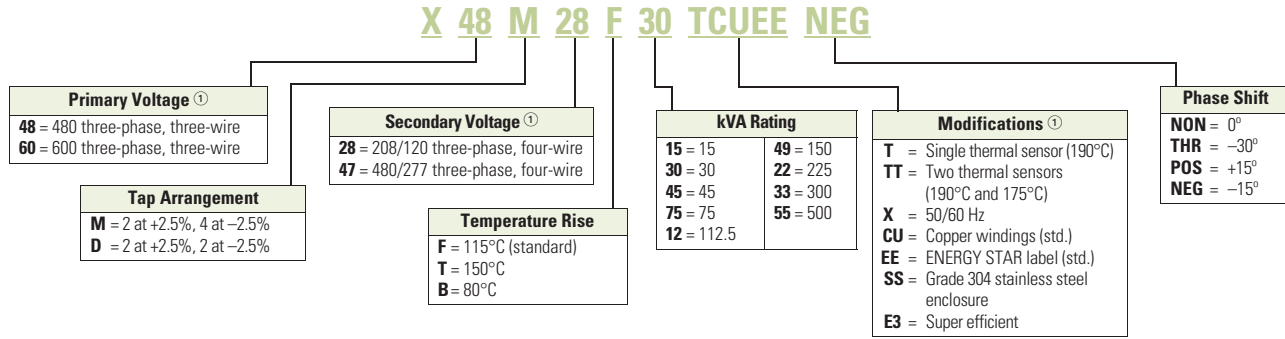 X 48 M 28 F 30 TCUEE NEG
Primary Voltage ①
48 = 480 three-phase, three-wire
60 = 600 three-phase, three-wire
Tap Arrangement
M = 2 at +2.5%, 4 at –2.5%
D = 2 at +2.5%, 2 at –2.5%
Secondary Voltage ①
28 = 208/120 three-phase, four-wire
47 = 480/277 three-phase, four-wire
Temperature Rise
F = 115°C (standard)
T = 150°C
B = 80°C
kVA Rating
15 = 15
30 = 30
45 = 45
75 = 75
12 = 112.5
49 = 150
22 = 225
33 = 300
55 = 500
Modifications ①
T = Single thermal sensor (190°C)
TT = Two thermal sensors
(190°C and 175°C)
X = 50/60 Hz
CU = Copper windings (std.)
EE = ENERGY STAR label (std.)
SS = Grade 304 stainless steel
enclosure
E3 = Super efficient
Phase Shift
NON = 0°
THR = –30°
POS = +15°
NEG = –15°